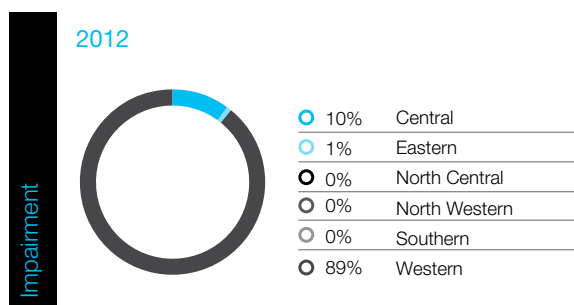 2012
10% Central
1% Eastern
0% North Central
0% North Western
0% Southern
89% Western
Impairment